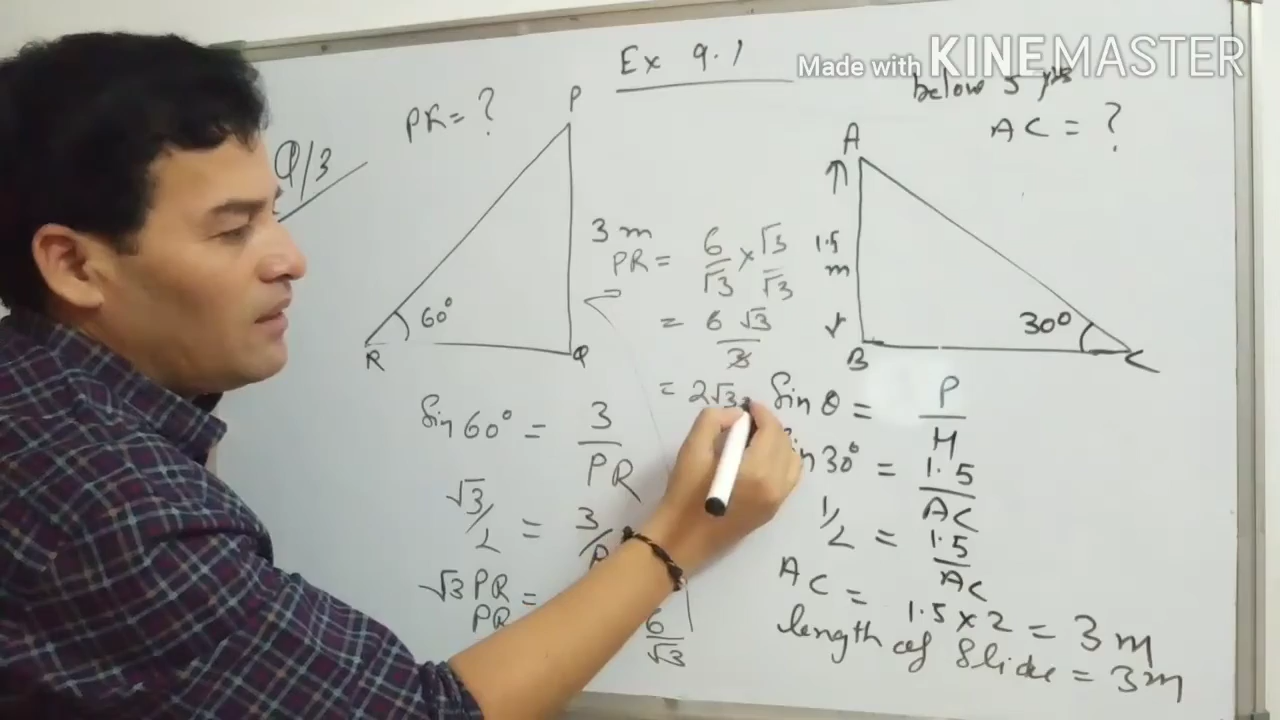 Ex 9.1
Made with KINEMASTER
Q/3
PR = ?
P
3 m
60°
R
Q
sin 60° = 3/PR
√3/2 = 3/P
√3 PR
PR =
6/√3
PR = 6/√3 × √3/√3
= 6 √3/3
= 2√3
below 5 yrs
AC = ?
A
1.5
m
30°
B
C
Sin θ = P/H
in 30° = 1.5/AC
1/2 = 1.5/AC
AC = 1.5 × 2 = 3 m
length of Slide = 3m